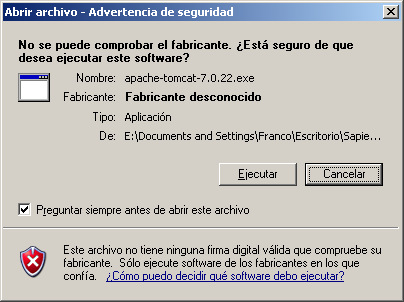 Abrir archivo - Advertencia de seguridad
No se puede comprobar el fabricante. ¿Está seguro de que
desea ejecutar este software?
Nombre: apache-tomcat-7.0.22.exe
Fabricante: Fabricante desconocido
Tipo: Aplicación
De: E:\Documents and Settings\Franco\Escritorio\Sapie...
Ejecutar Cancelar
Preguntar siempre antes de abrir este archivo
Este archivo no tiene ninguna firma digital válida que compruebe su
fabricante. Sólo ejecute software de los fabricantes en los que
confía. ¿Cómo puedo decidir qué software debo ejecutar?